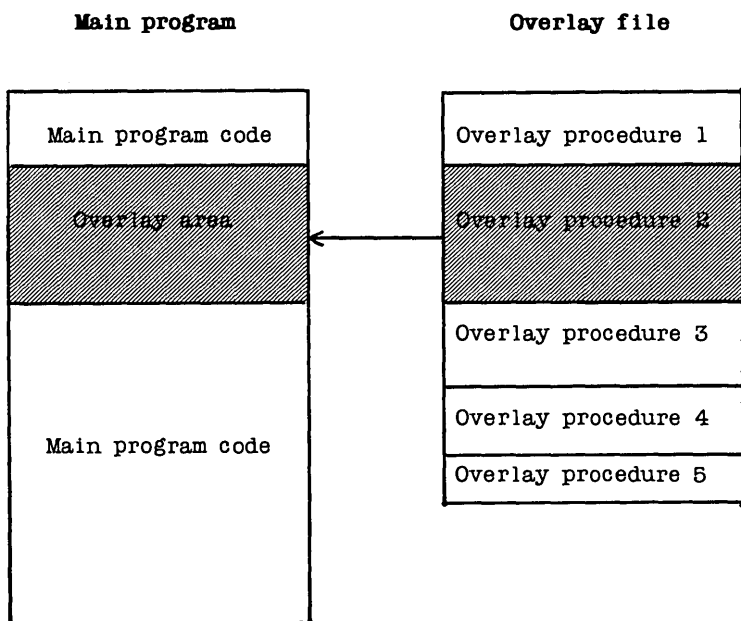 Main program
Overlay file
Main program code
Overlay area
Main program code
Overlay procedure 1
Overlay procedure 2
Overlay procedure 3
Overlay procedure 4
Overlay procedure 5